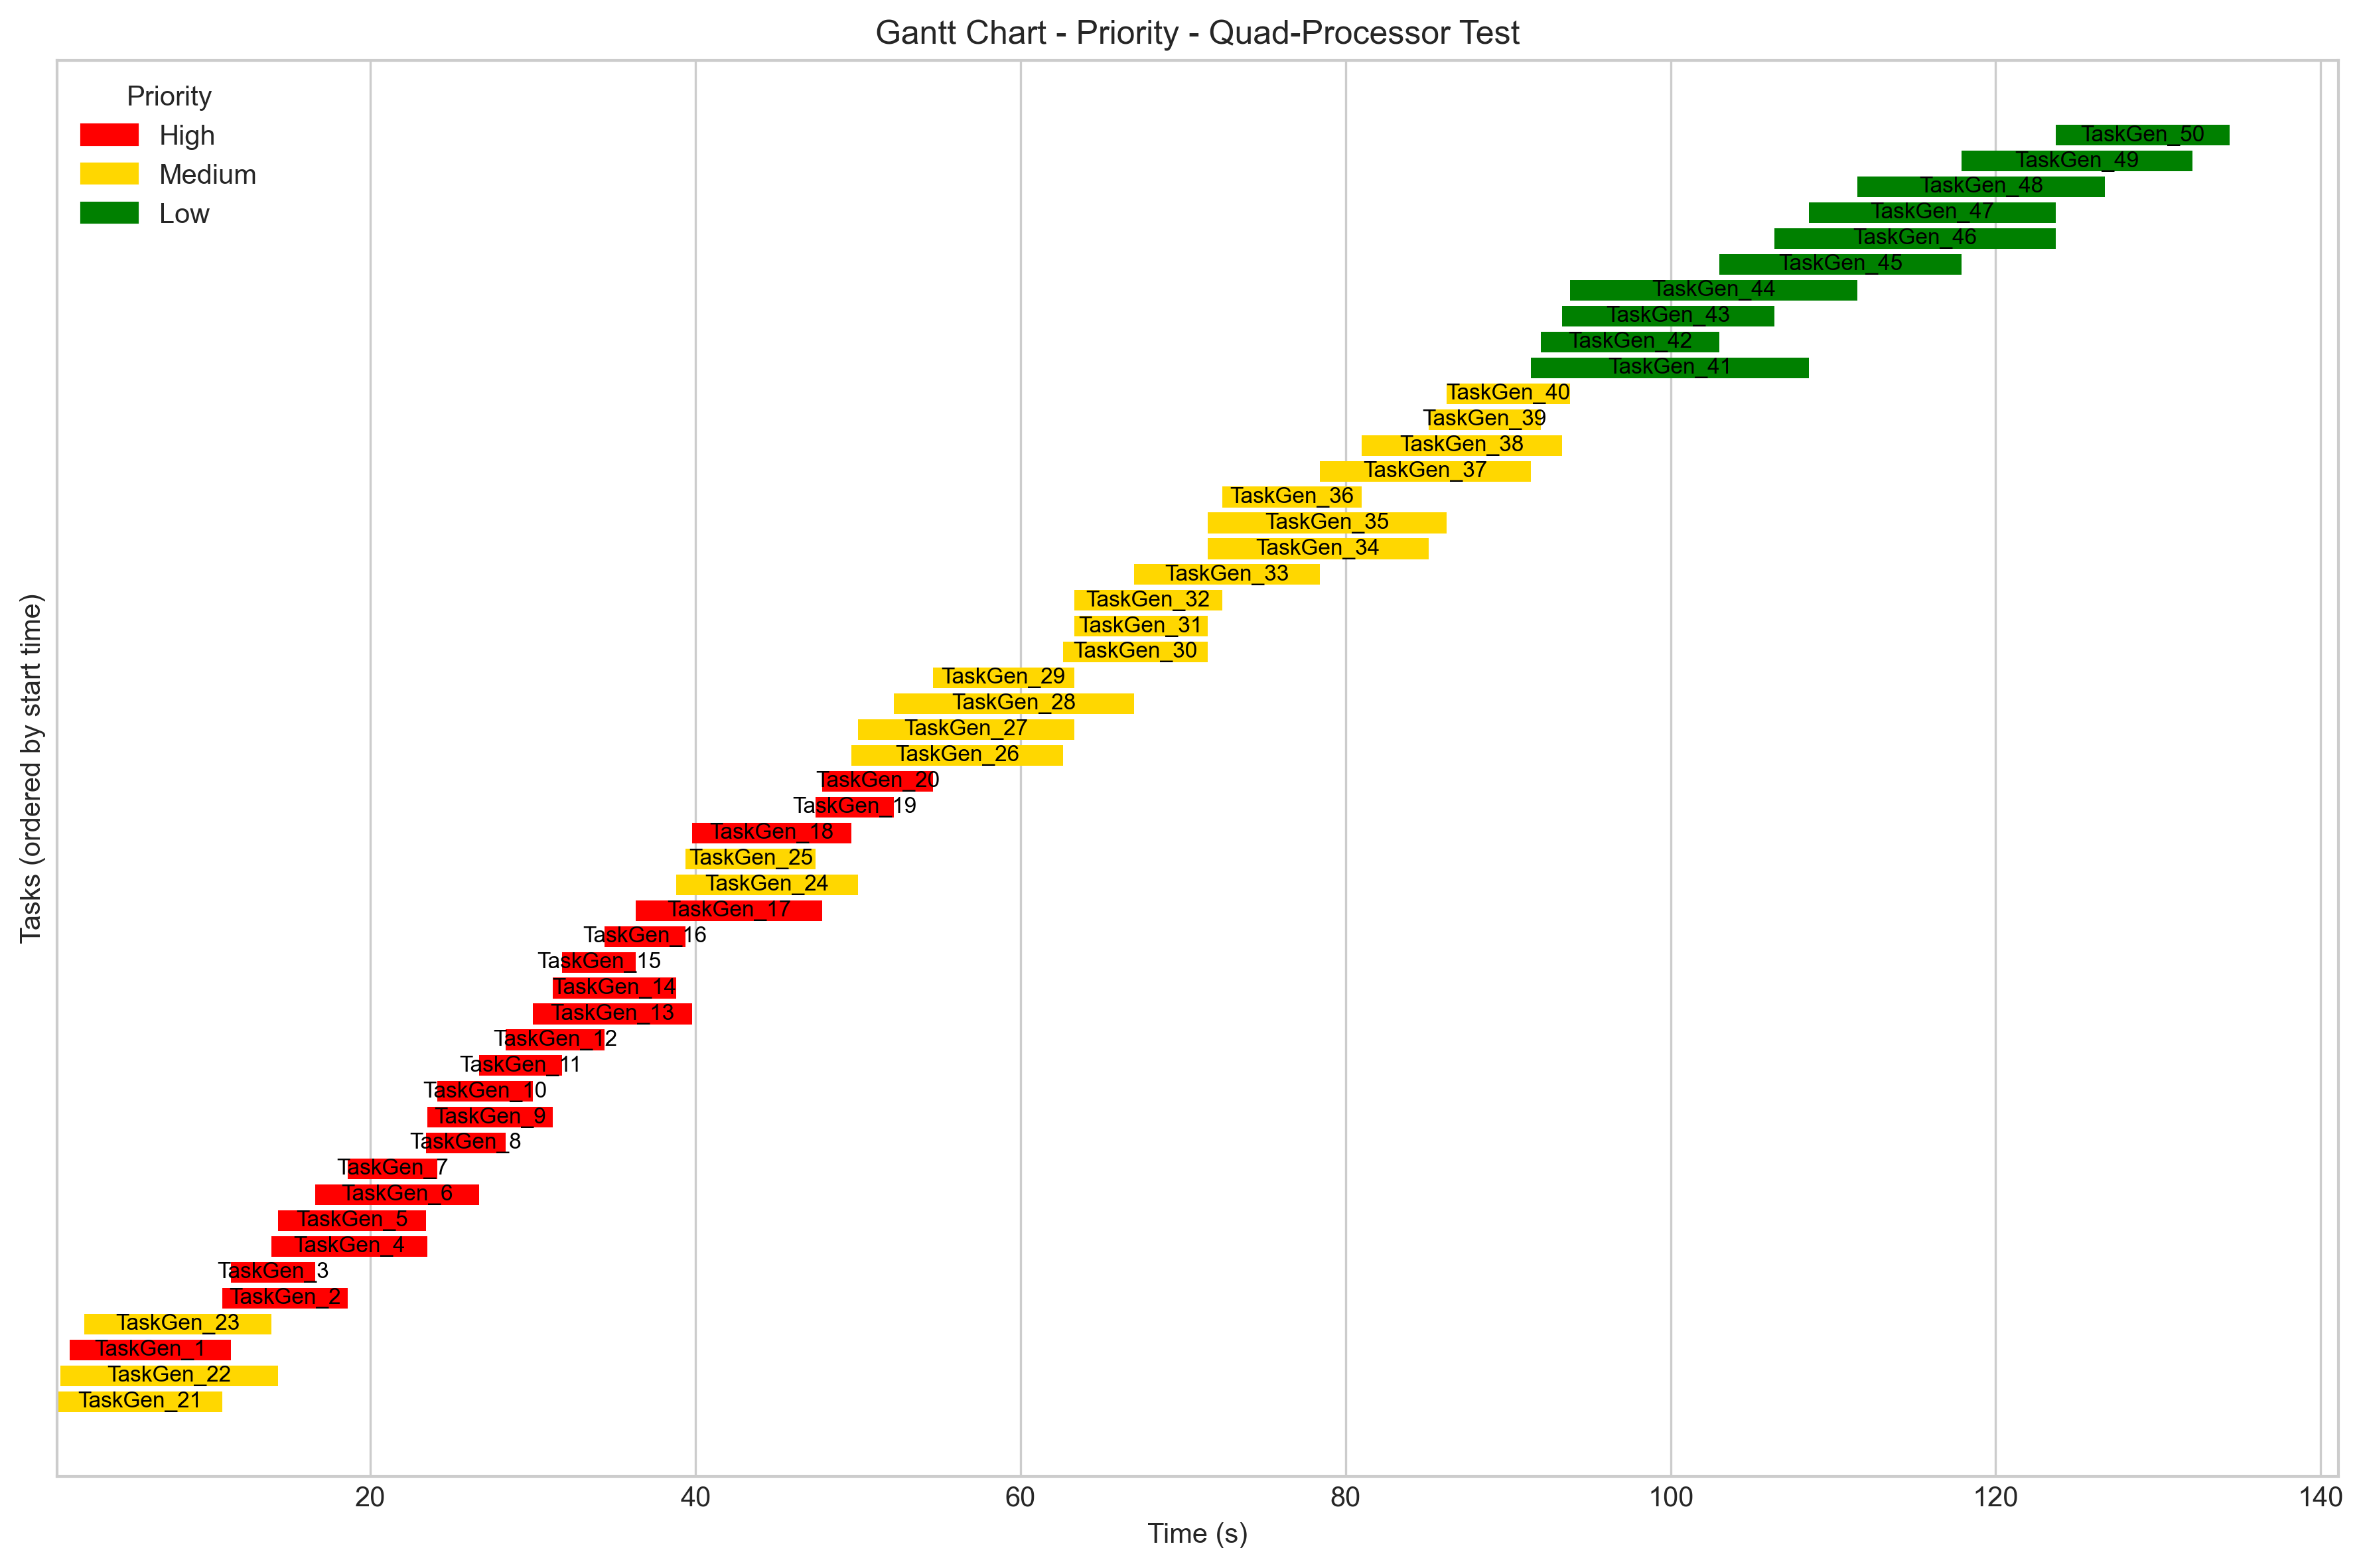 Gantt Chart - Priority - Quad-Processor Test
Priority
High
Medium
Low
TaskGen_50
TaskGen_49
TaskGen_48
TaskGen_47
TaskGen_46
TaskGen_45
TaskGen_44
TaskGen_43
TaskGen_42
TaskGen_41
TaskGen_40
TaskGen_39
TaskGen_38
TaskGen_37
TaskGen_36
TaskGen_35
TaskGen_34
TaskGen_33
TaskGen_32
TaskGen_31
TaskGen_30
TaskGen_29
TaskGen_28
TaskGen_27
TaskGen_26
TaskGen_20
TaskGen_19
TaskGen_18
TaskGen_25
TaskGen_24
TaskGen_17
TaskGen_16
TaskGen_15
TaskGen_14
TaskGen_13
TaskGen_12
TaskGen_11
TaskGen_10
TaskGen_9
TaskGen_8
TaskGen_7
TaskGen_6
TaskGen_5
TaskGen_4
TaskGen_3
TaskGen_2
TaskGen_23
TaskGen_1
TaskGen_22
TaskGen_21
Tasks (ordered by start time)
20 40 60 80 100 120 140
Time (s)